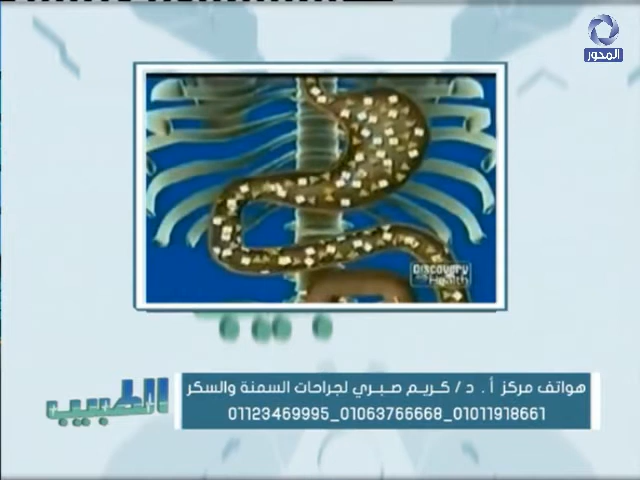 المحور
Discovery
Health
هواتف مركز أ. د/ كريم صبري لجراحات السمنة والسكر
01123469995_01063766668_01011918661
الطبيب